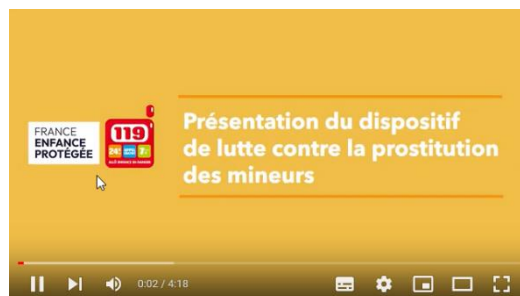 FRANCE
ENFANCE
PROTÉGÉE
119
Présentation du dispositif
de lutte contre la prostitution
des mineurs
0:02 / 4:18